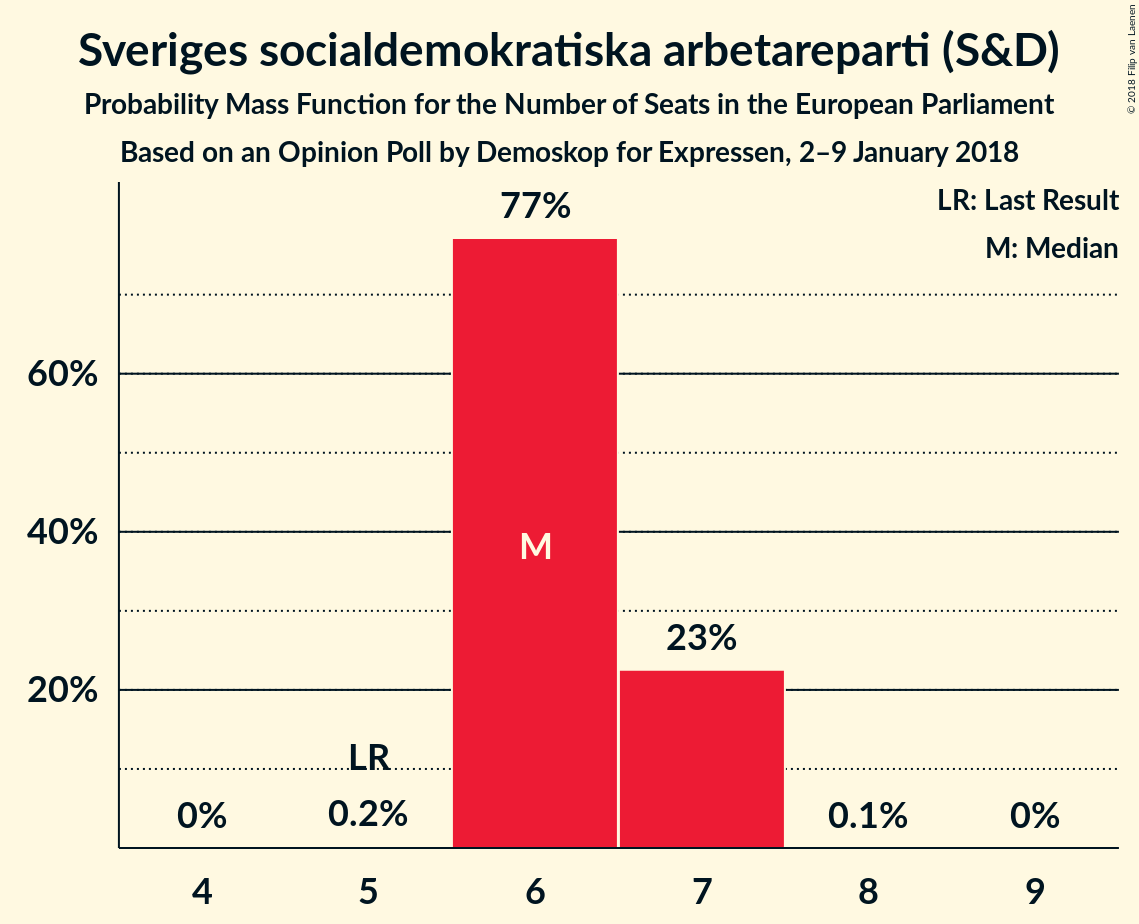 Sveriges socialdemokratiska arbetareparti (S&D)
Probability Mass Function for the Number of Seats in the European Parliament
Based on an Opinion Poll by Demoskop for Expressen, 2–9 January 2018
© 2018 Filip van Laenen
LR: Last Result
M: Median
77%
60%
40%
M
23%
20%
LR
0% 0.2% 0.1% 0%
4 5 6 7 8 9